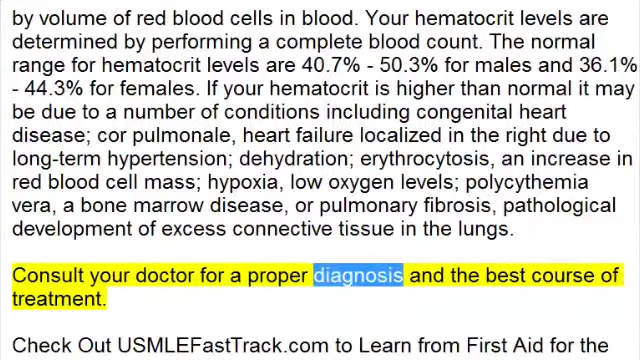 by volume of red blood cells in blood. Your hematocrit levels are
determined by performing a complete blood count. The normal
range for hematocrit levels are 40.7% - 50.3% for males and 36.1%
- 44.3% for females. If your hematocrit is higher than normal it may
be due to a number of conditions including congenital heart
disease; cor pulmonale, heart failure localized in the right due to
long-term hypertension; dehydration; erythrocytosis, an increase in
red blood cell mass; hypoxia, low oxygen levels; polycythemia
vera, a bone marrow disease, or pulmonary fibrosis, pathological
development of excess connective tissue in the lungs.
Consult your doctor for a proper diagnosis and the best course of
treatment.
Check Out USMLEFastTrack.com to Learn from First Aid for the